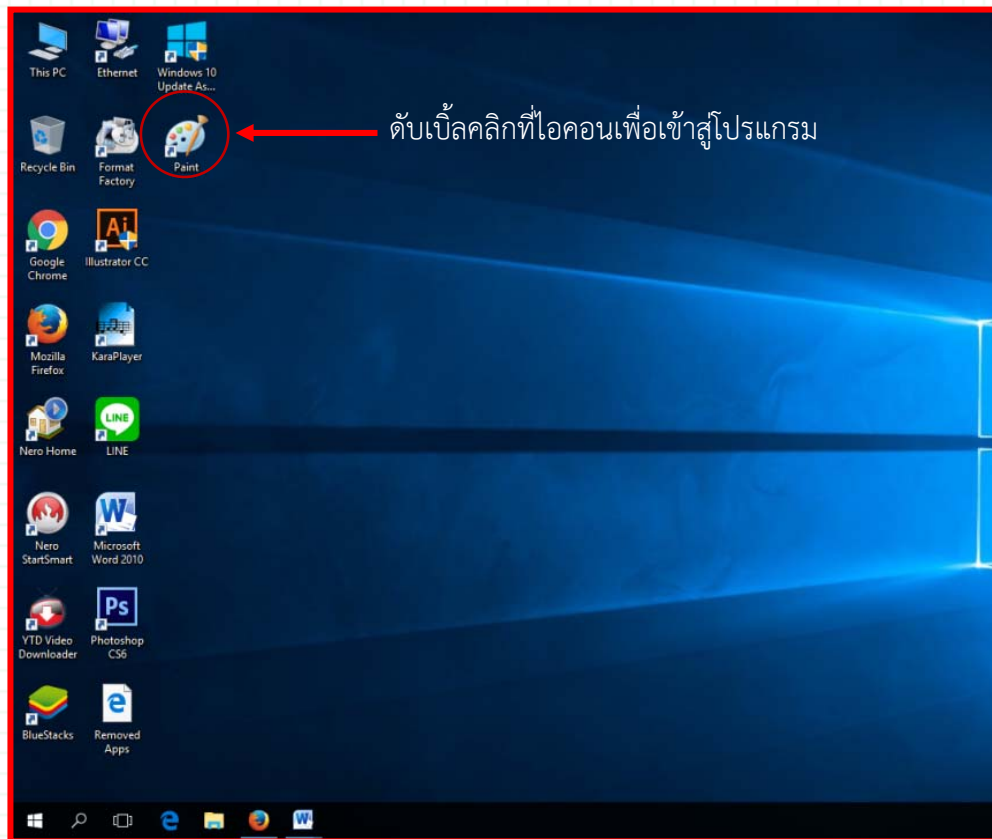 This PC
Ethernet
Windows 10
Update As...
ดับเบิ้ลคลิกที่ไอคอนเพื่อเข้าสู่โปรแกรม
Recycle Bin
Format
Factory
Paint
Ai
Google
Chrome
Illustrator CC
Mozilla
Firefox
KaraPlayer
LINE
Nero Home
LINE
W
Nero
StartSmart
Microsoft
Word 2010
Ps
YTD Video
Downloader
Photoshop
CS6
e
BlueStacks
Removed
Apps
e
W